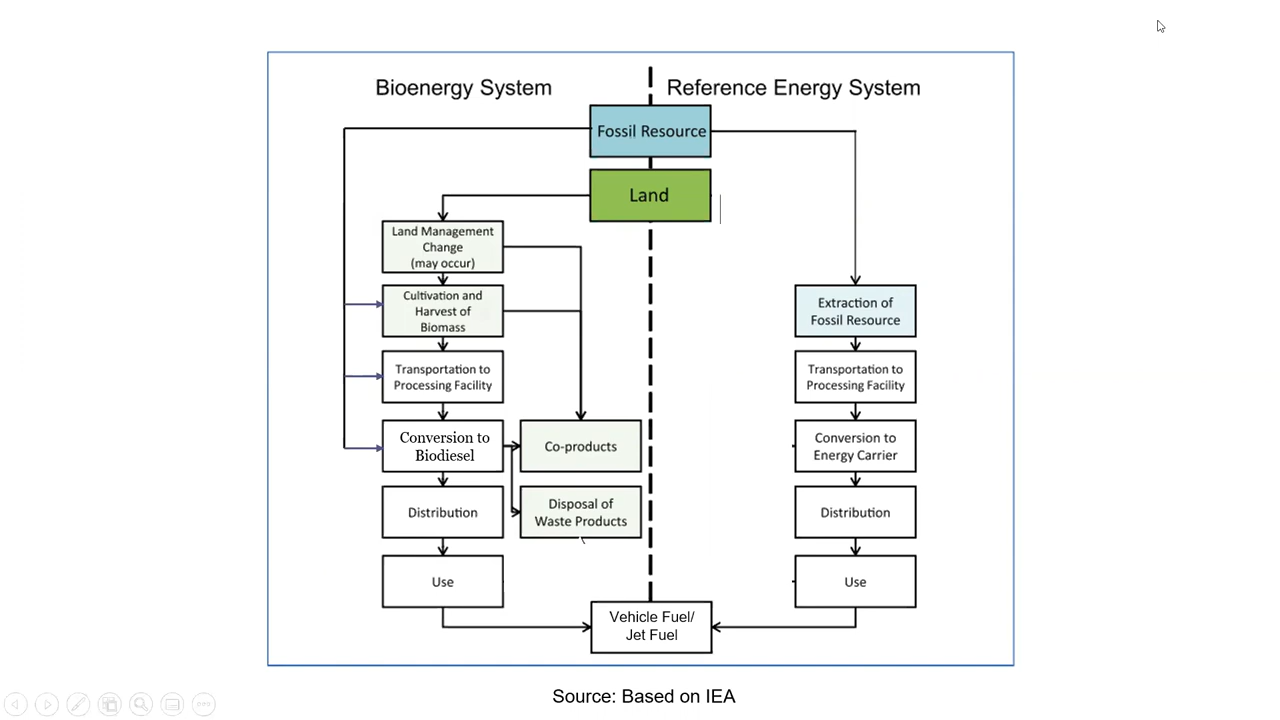 Bioenergy System
Reference Energy System
Fossil Resource
Land
Land Management
Change
(may occur)
Cultivation and
Harvest of
Biomass
Transportation to
Processing Facility
Conversion to
Biodiesel
Distribution
Use
Co-products
Disposal of
Waste Products
Extraction of
Fossil Resource
Transportation to
Processing Facility
Conversion to
Energy Carrier
Distribution
Use
Vehicle Fuel/
Jet Fuel
Source: Based on IEA